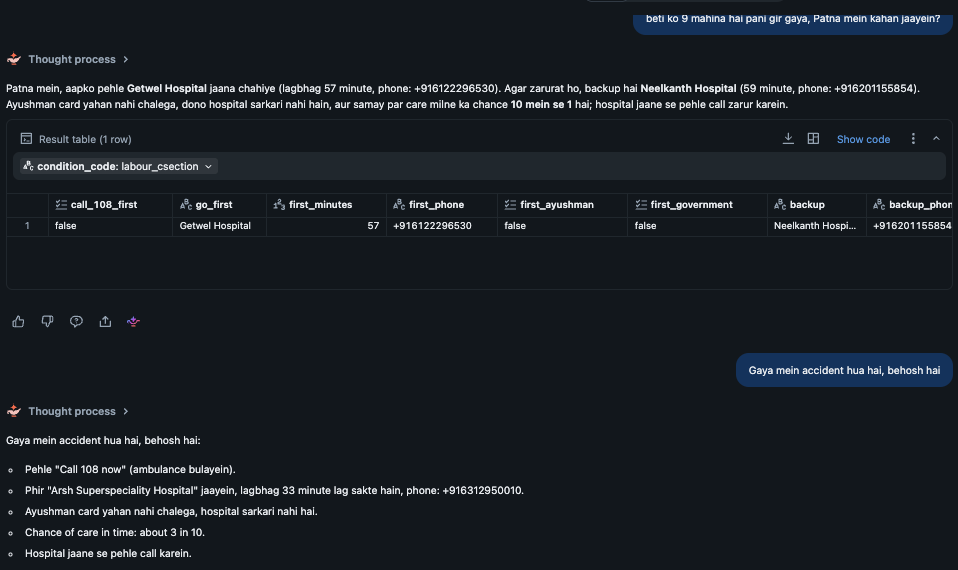 beti ko 9 mahina hai pani gir gaya, Patna mein kahan jaayein?
Thought process
Patna mein, aapko pehle Getwel Hospital jaana chahiye (lagbhag 57 minute, phone: +916122296530). Agar zarurat ho, backup hai Neelkanth Hospital (59 minute, phone: +916201155854).
Ayushman card yahan nahi chalega, dono hospital sarkari nahi hain, aur samay par care milne ka chance 10 mein se 1 hai; hospital jaane se pehle call zarur karein.
Result table (1 row)
Show code
condition_code: labour_csection
call_108_first go_first first_minutes first_phone first_ayushman first_government backup backup_phon
1 false Getwell Hospital 57 +916122296530 false false Neelkanth Hospi... +916201155854
Gaya mein accident hua hai, behosh hai
Thought process
Gaya mein accident hua hai, behosh hai:
Pehle "Call 108 now" (ambulance bulayein).
Phir "Arsh Superspeciality Hospital" jaayein, lagbhag 33 minute lag sakte hain, phone: +916312950010.
Ayushman card yahan nahi chalega, hospital sarkari nahi hai.
Chance of care in time: about 3 in 10.
Hospital jaane se pehle call karein.